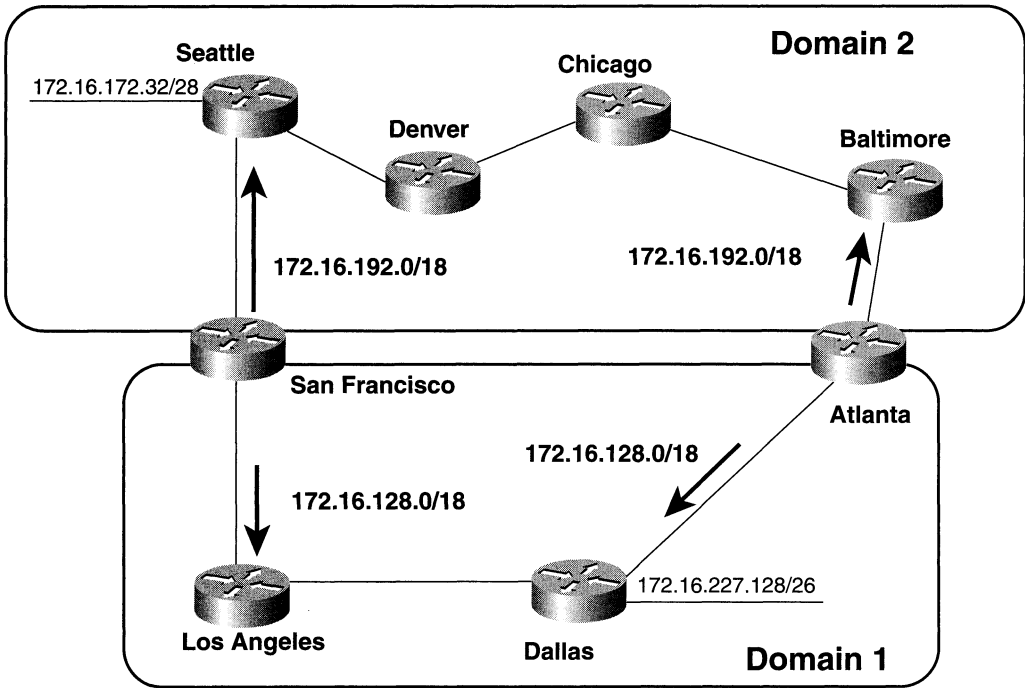 Domain 2
Seattle
Chicago
172.16.172.32/28
Denver
Baltimore
172.16.192.0/18
172.16.192.0/18
San Francisco
Atlanta
172.16.128.0/18
172.16.128.0/18
172.16.227.128/26
Los Angeles
Dallas
Domain 1